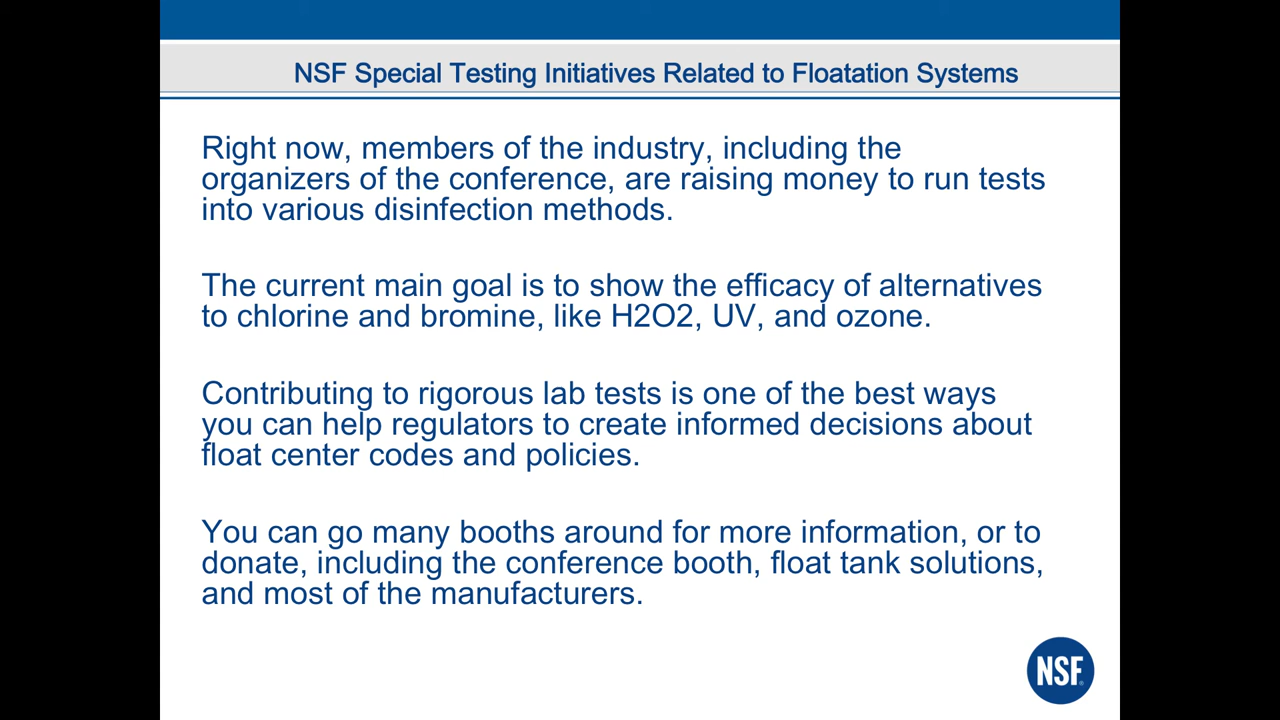 NSF Special Testing Initiatives Related to Floatation Systems
Right now, members of the industry, including the
organizers of the conference, are raising money to run tests
into various disinfection methods.
The current main goal is to show the efficacy of alternatives
to chlorine and bromine, like H2O2, UV, and ozone.
Contributing to rigorous lab tests is one of the best ways
you can help regulators to create informed decisions about
float center codes and policies.
You can go many booths around for more information, or to
donate, including the conference booth, float tank solutions,
and most of the manufacturers.
NSF®